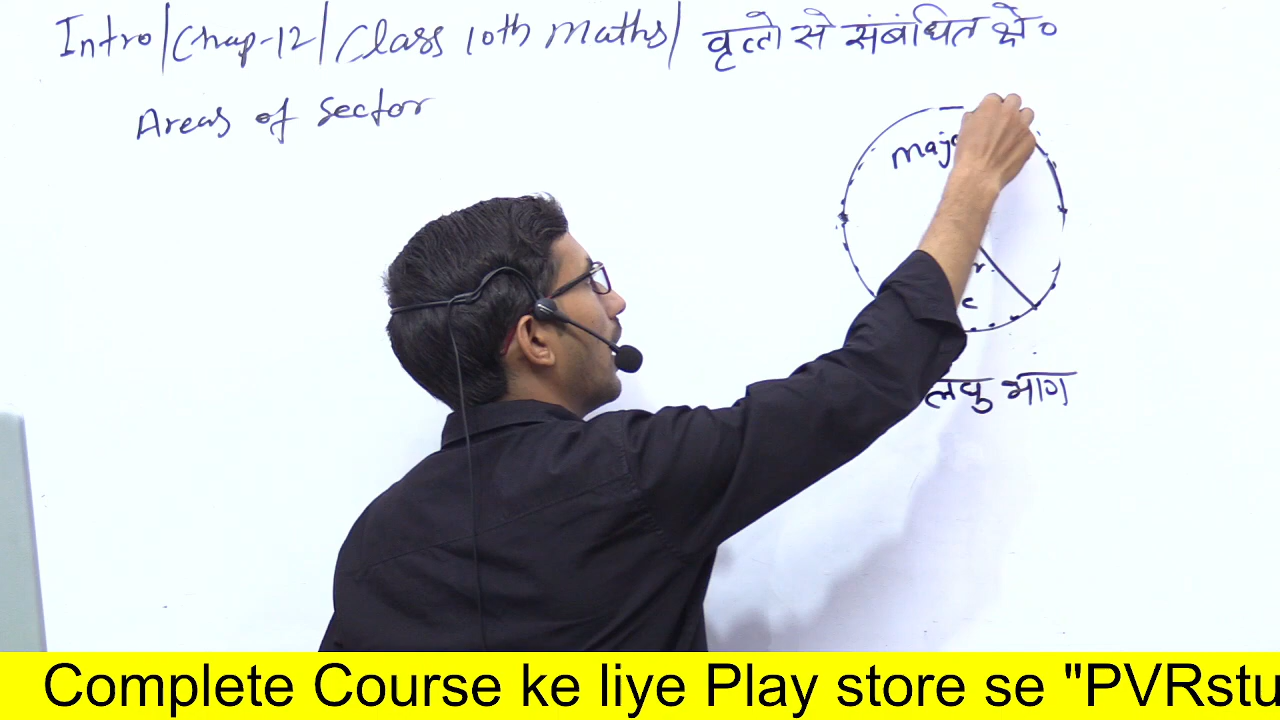 Intro/Chap-12/Class 10th Maths/ वृत्तो से संबंधित क्षे०
Areas of Sector
Maj
r.
c
लघु भाग
Complete Course ke liye Play store se "PVRstu